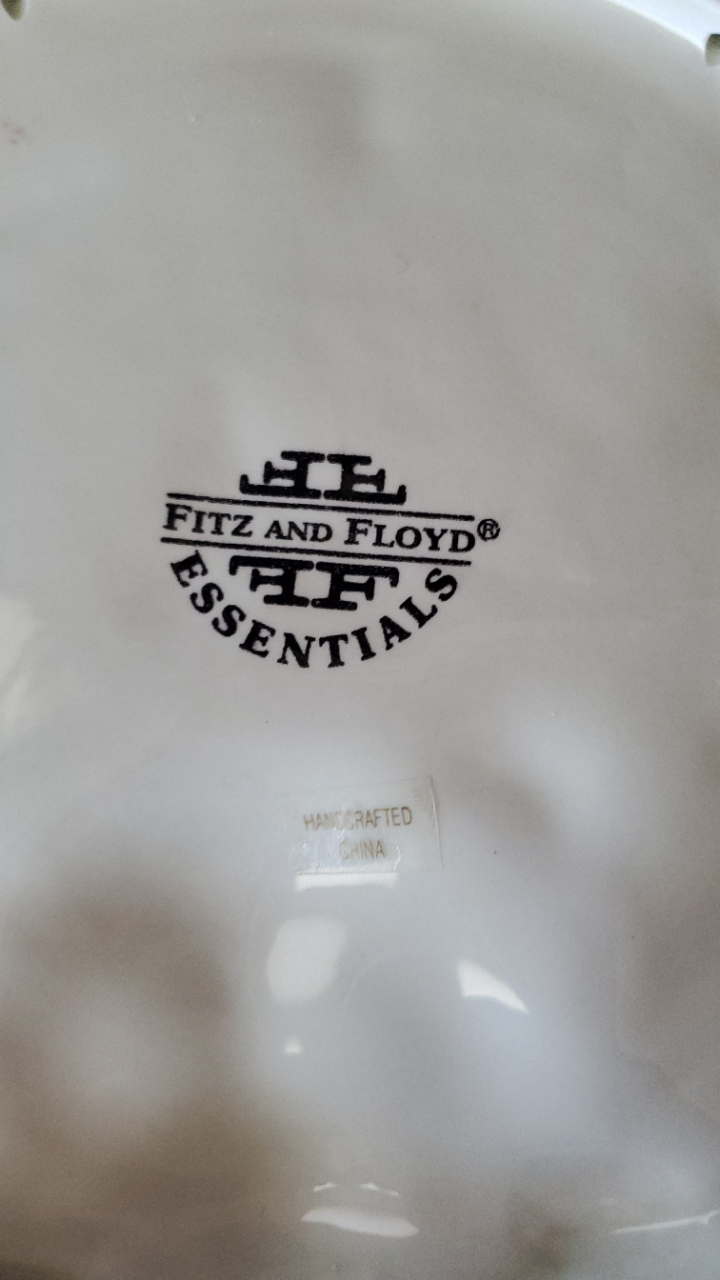 FITZ AND FLOYD®
ESSENTIALS
HANDCRAFTED
CHINA